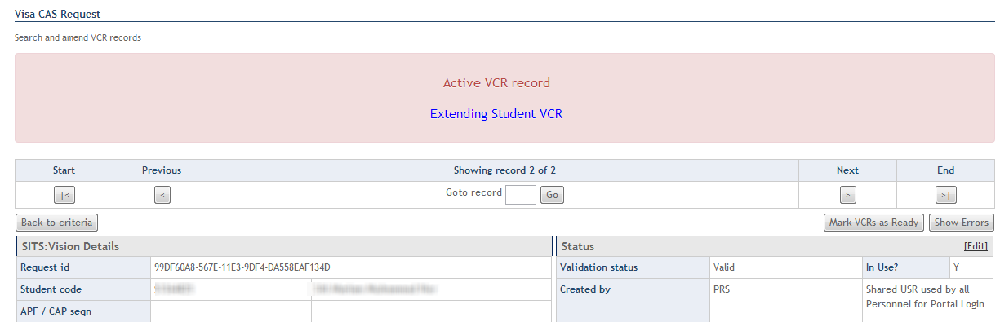 Visa CAS Request
Search and amend VCR records
Active VCR record
Extending Student VCR
Start Previous Showing record 2 of 2 Next End
|< < Goto record Go > >|
Back to criteria Mark VCRs as Ready Show Errors
SITS:Vision Details Status [Edit]
Request id 99DF60A8-567E-11E3-9DF4-DA558EAF134D Validation status Valid In Use? Y
Student code Created by PRS Shared USR used by all
Personnel for Portal Login
APF / CAP seqn